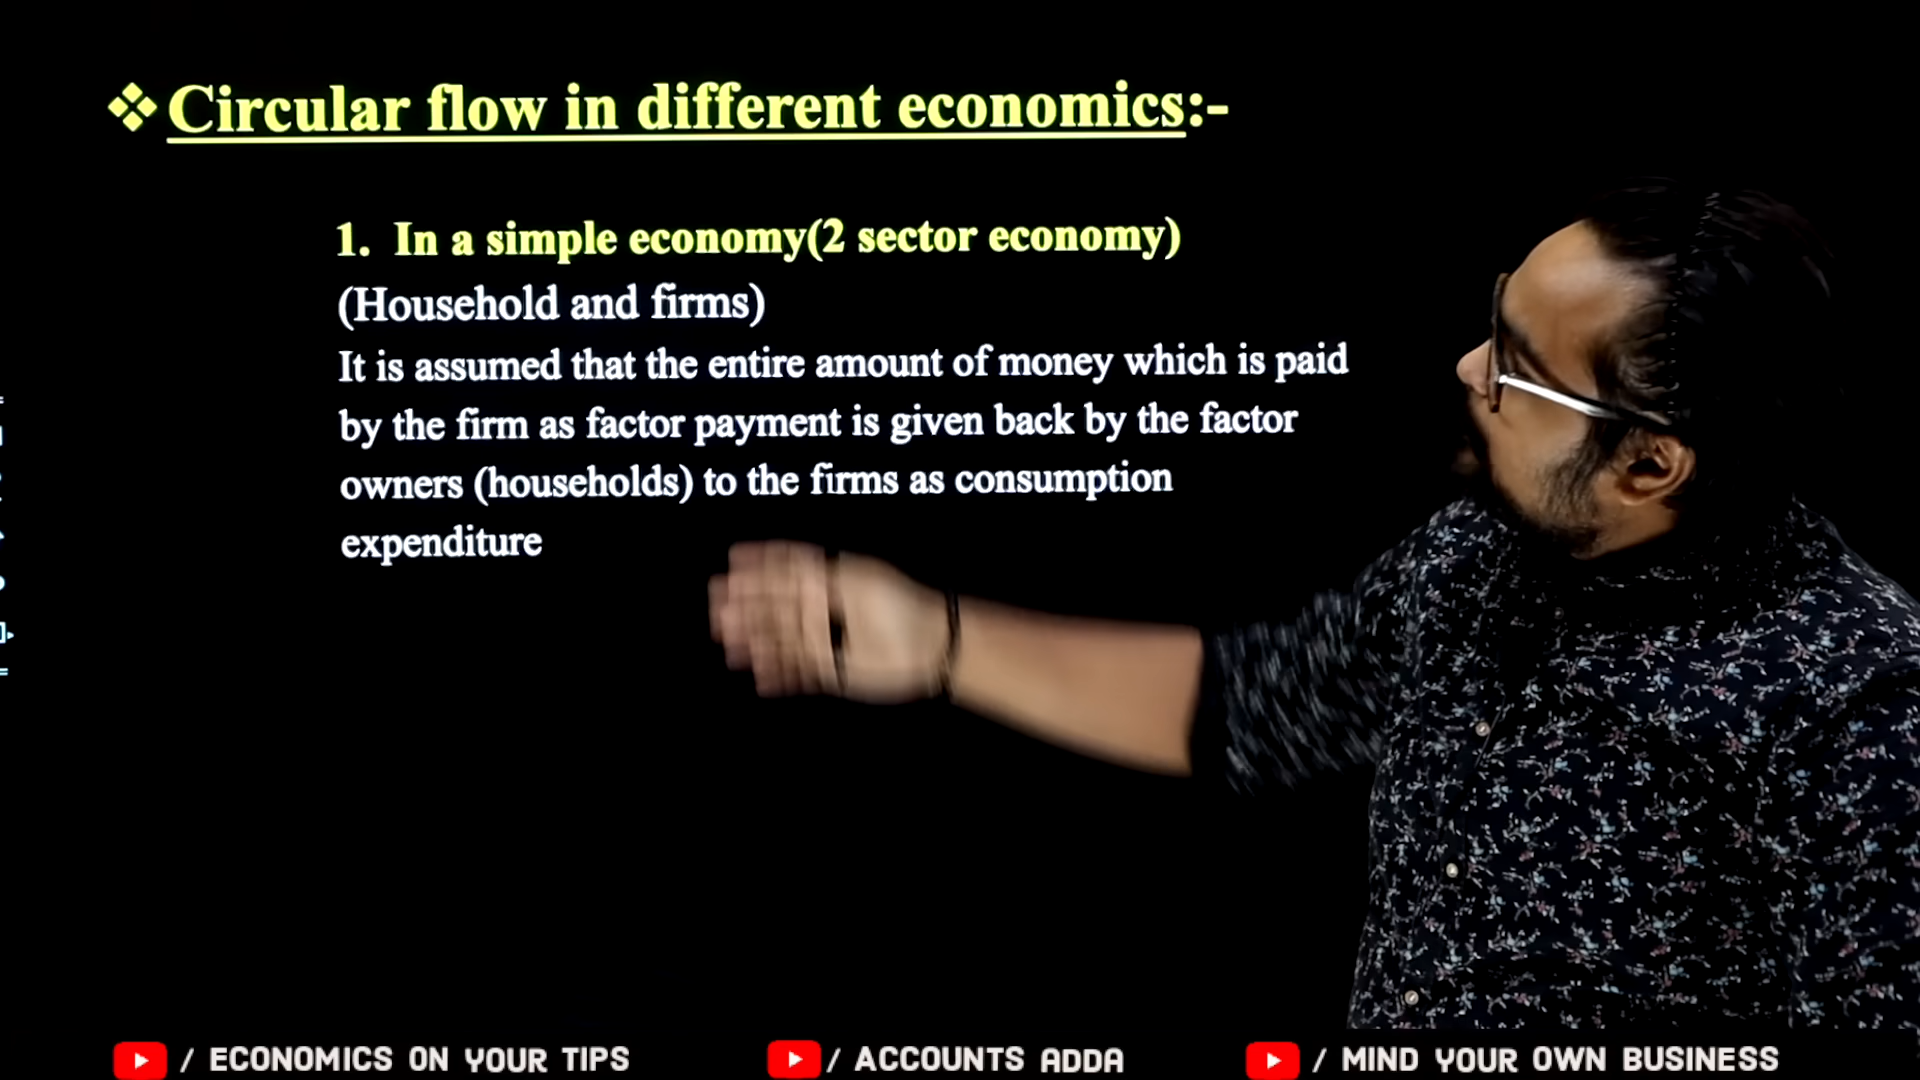 ❖ Circular flow in different economics:-
1. In a simple economy(2 sector economy)
(Household and firms)
It is assumed that the entire amount of money which is paid
by the firm as factor payment is given back by the factor
owners (households) to the firms as consumption
expenditure
/ ECONOMICS ON YOUR TIPS
/ ACCOUNTS ADDA
/ MIND YOUR OWN BUSINESS